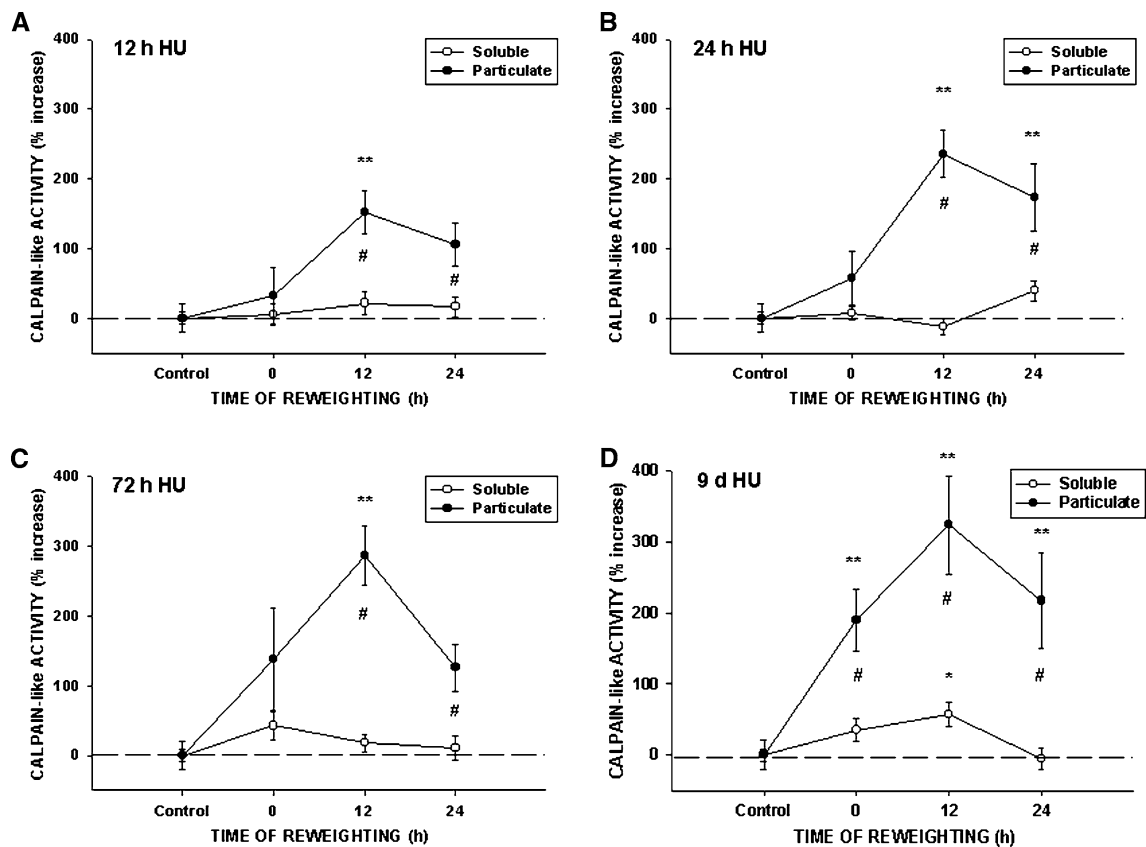 A
12 h HU
Soluble
Particulate
CALPAIN-like ACTIVITY (% increase)
400
300
200
100
0
**
#
#
Control 0 12 24
TIME OF REWEIGHTING (h)
B
24 h HU
Soluble
Particulate
CALPAIN-like ACTIVITY (% increase)
400
300
200
100
0
**
**
#
#
Control 0 12 24
TIME OF REWEIGHTING (h)
C
72 h HU
Soluble
Particulate
CALPAIN-like ACTIVITY (% increase)
400
300
200
100
0
**
#
#
Control 0 12 24
TIME OF REWEIGHTING (h)
D
9 d HU
Soluble
Particulate
CALPAIN-like ACTIVITY (% increase)
400
300
200
100
0
**
**
**
#
# * #
Control 0 12 24
TIME OF REWEIGHTING (h)